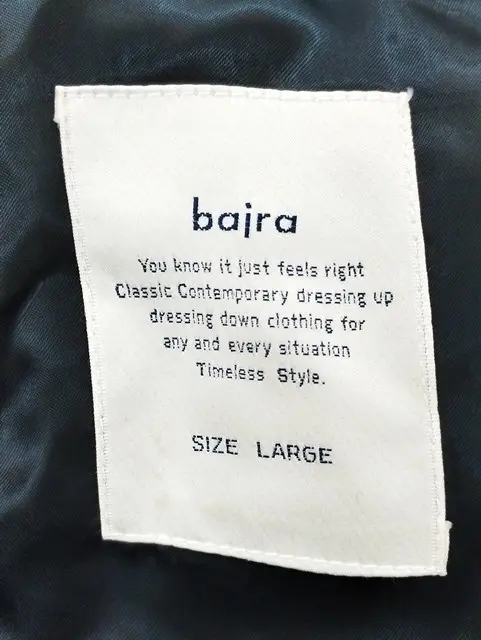 bajra
You know it just feels right
Classic Contemporary dressing up
dressing down clothing for
any and every situation
Timeless Style.
SIZE LARGE